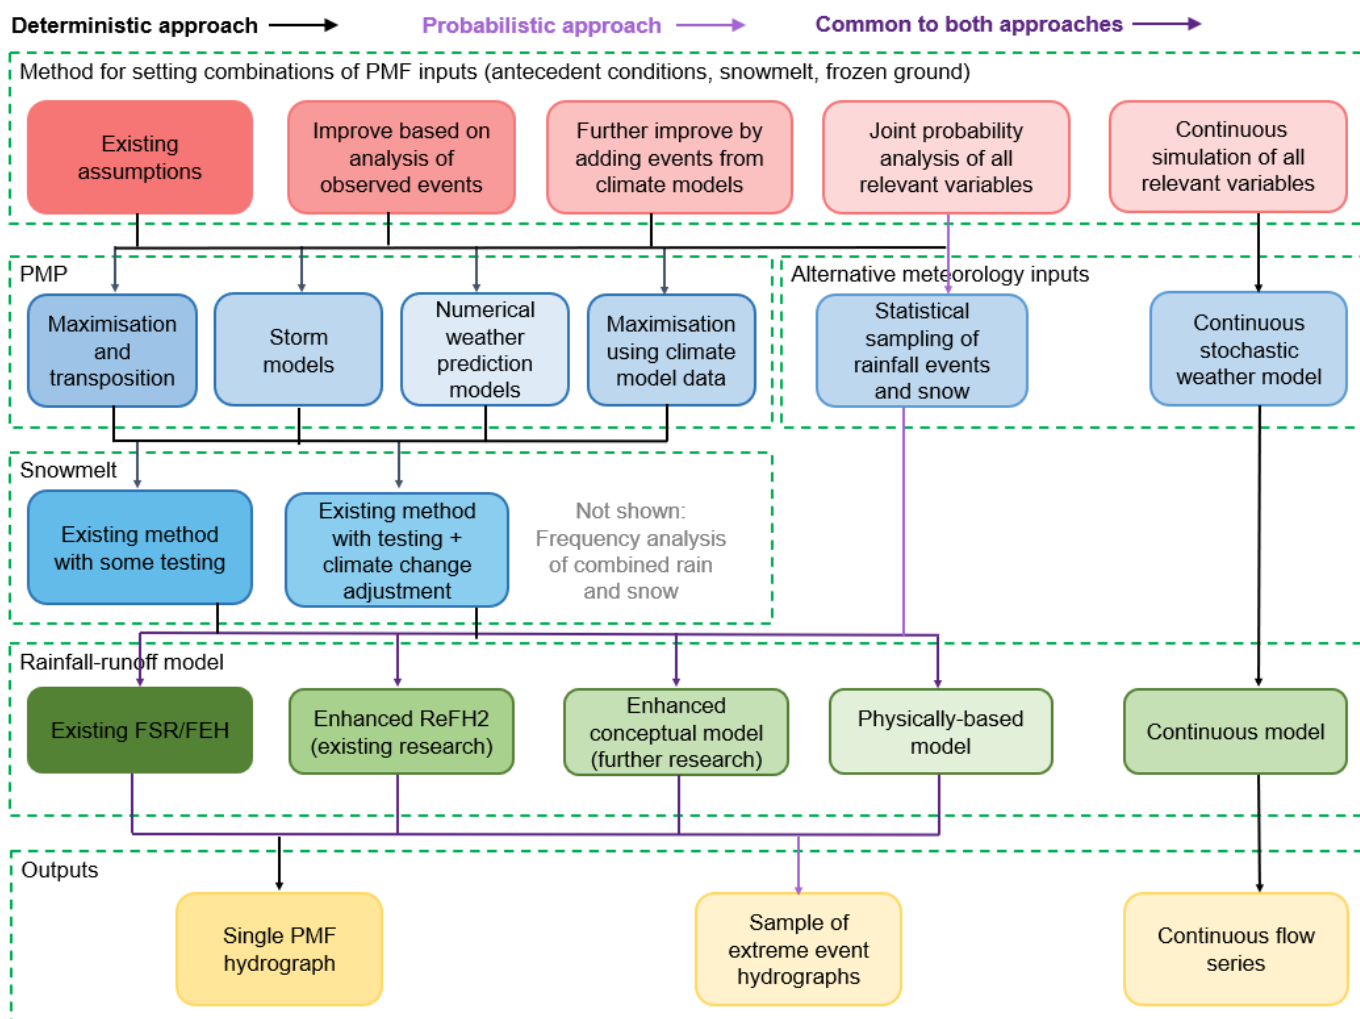 Deterministic approach
Probabilistic approach
Common to both approaches
Method for setting combinations of PMF inputs (antecedent conditions, snowmelt, frozen ground)
Existing
assumptions
Improve based on
analysis of
observed events
Further improve by
adding events from
climate models
Joint probability
analysis of all
relevant variables
Continuous
simulation of all
relevant variables
PMP
Maximisation
and
transposition
Storm
models
Numerical
weather
prediction
models
Maximisation
using climate
model data
Alternative meteorology inputs
Statistical
sampling of
rainfall events
and snow
Continuous
stochastic
weather model
Snowmelt
Existing method
with some testing
Existing method
with testing +
climate change
adjustment
Not shown:
Frequency analysis
of combined rain
and snow
Rainfall-runoff model
Existing FSR/FEH
Enhanced ReFH2
(existing research)
Enhanced
conceptual model
(further research)
Physically-based
model
Continuous model
Outputs
Single PMF
hydrograph
Sample of
extreme event
hydrographs
Continuous flow
series